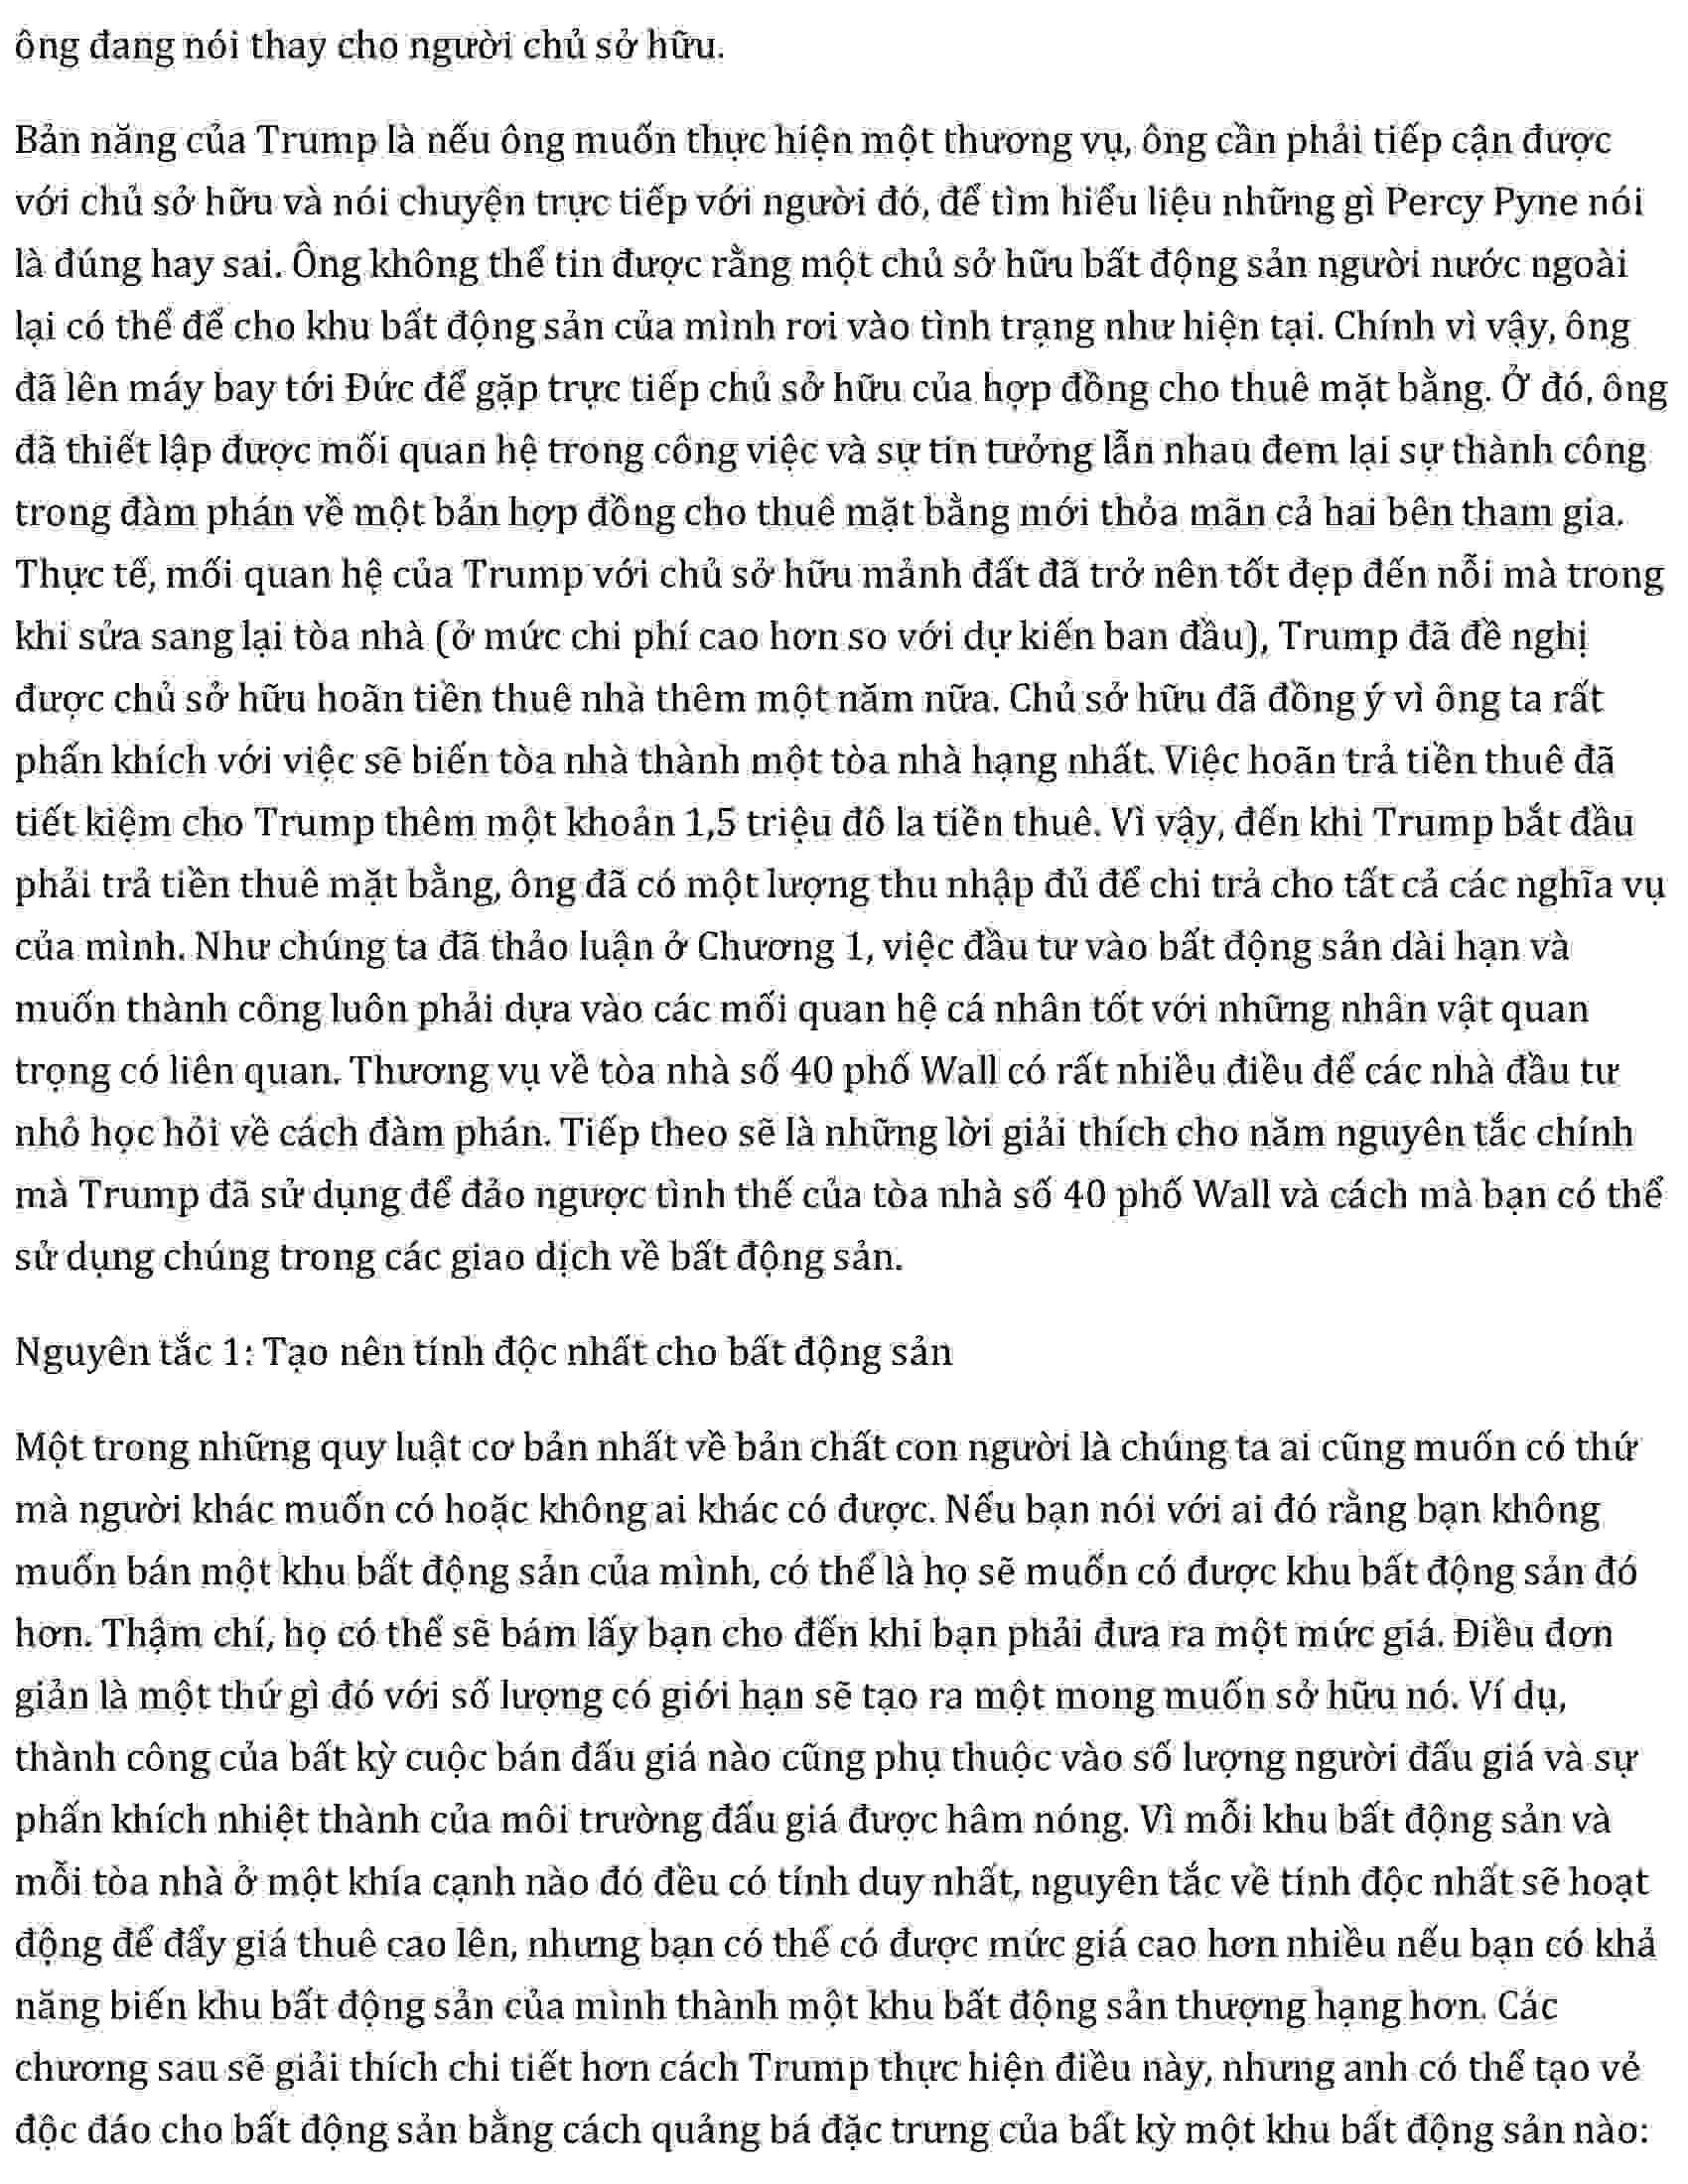 ông đang nói thay cho người chủ sở hữu.
Bản năng của Trump là nếu ông muốn thực hiện một thương vụ, ông cần phải tiếp cận được
với chủ sở hữu và nói chuyện trực tiếp với người đó, để tìm hiểu liệu những gì Percy Pyne nói
là đúng hay sai. Ông không thể tin được rằng một chủ sở hữu bất động sản người nước ngoài
lại có thể để cho khu bất động sản của mình rơi vào tình trạng như hiện tại. Chính vì vậy, ông
đã lên máy bay tới Đức để gặp trực tiếp chủ sở hữu của hợp đồng cho thuê mặt bằng. Ở đó, ông
đã thiết lập được mối quan hệ trong công việc và sự tin tưởng lẫn nhau đem lại sự thành công
trong đàm phán về một bản hợp đồng cho thuê mặt bằng mới thỏa mãn cả hai bên tham gia.
Thực tế, mối quan hệ của Trump với chủ sở hữu mảnh đất đã trở nên tốt đẹp đến nỗi mà trong
khi sửa sang lại tòa nhà (ở mức chi phí cao hơn so với dự kiến ban đầu), Trump đã đề nghị
được chủ sở hữu hoãn tiền thuê nhà thêm một năm nữa. Chủ sở hữu đã đồng ý vì ông ta rất
phấn khích với việc sẽ biến tòa nhà thành một tòa nhà hạng nhất. Việc hoãn trả tiền thuê đã
tiết kiệm cho Trump thêm một khoản 1,5 triệu đô la tiền thuê. Vì vậy, đến khi Trump bắt đầu
phải trả tiền thuê mặt bằng, ông đã có một lượng thu nhập đủ để chi trả cho tất cả các nghĩa vụ
của mình. Như chúng ta đã thảo luận ở Chương 1, việc đầu tư vào bất động sản dài hạn và
muốn thành công luôn phải dựa vào các mối quan hệ cá nhân tốt với những nhân vật quan
trọng có liên quan. Thương vụ về tòa nhà số 40 phố Wall có rất nhiều điều để các nhà đầu tư
nhỏ học hỏi về cách đàm phán. Tiếp theo sẽ là những lời giải thích cho năm nguyên tắc chính
mà Trump đã sử dụng để đảo ngược tình thế của tòa nhà số 40 phố Wall và cách mà bạn có thể
sử dụng chúng trong các giao dịch về bất động sản.
Nguyên tắc 1: Tạo nên tính độc nhất cho bất động sản
Một trong những quy luật cơ bản nhất về bản chất con người là chúng ta ai cũng muốn có thứ
mà người khác muốn có hoặc không ai khác có được. Nếu bạn nói với ai đó rằng bạn không
muốn bán một khu bất động sản của mình, có thể là họ sẽ muốn có được khu bất động sản đó
hơn. Thậm chí, họ có thể sẽ bám lấy bạn cho đến khi bạn phải đưa ra một mức giá. Điều đơn
giản là một thứ gì đó với số lượng có giới hạn sẽ tạo ra một mong muốn sở hữu nó. Ví dụ,
thành công của bất kỳ cuộc bán đấu giá nào cũng phụ thuộc vào số lượng người đấu giá và sự
phấn khích nhiệt thành của môi trường đấu giá được hâm nóng. Vì mỗi khu bất động sản và
mỗi tòa nhà ở một khía cạnh nào đó đều có tính duy nhất, nguyên tắc về tính độc nhất sẽ hoạt
động để đẩy giá thuê cao lên, nhưng bạn có thể có được mức giá cao hơn nhiều nếu bạn có khả
năng biến khu bất động sản của mình thành một khu bất động sản thượng hạng hơn. Các
chương sau sẽ giải thích chi tiết hơn cách Trump thực hiện điều này, nhưng anh có thể tạo vẻ
độc đáo cho bất động sản bằng cách quảng bá đặc trưng của bất kỳ một khu bất động sản nào: